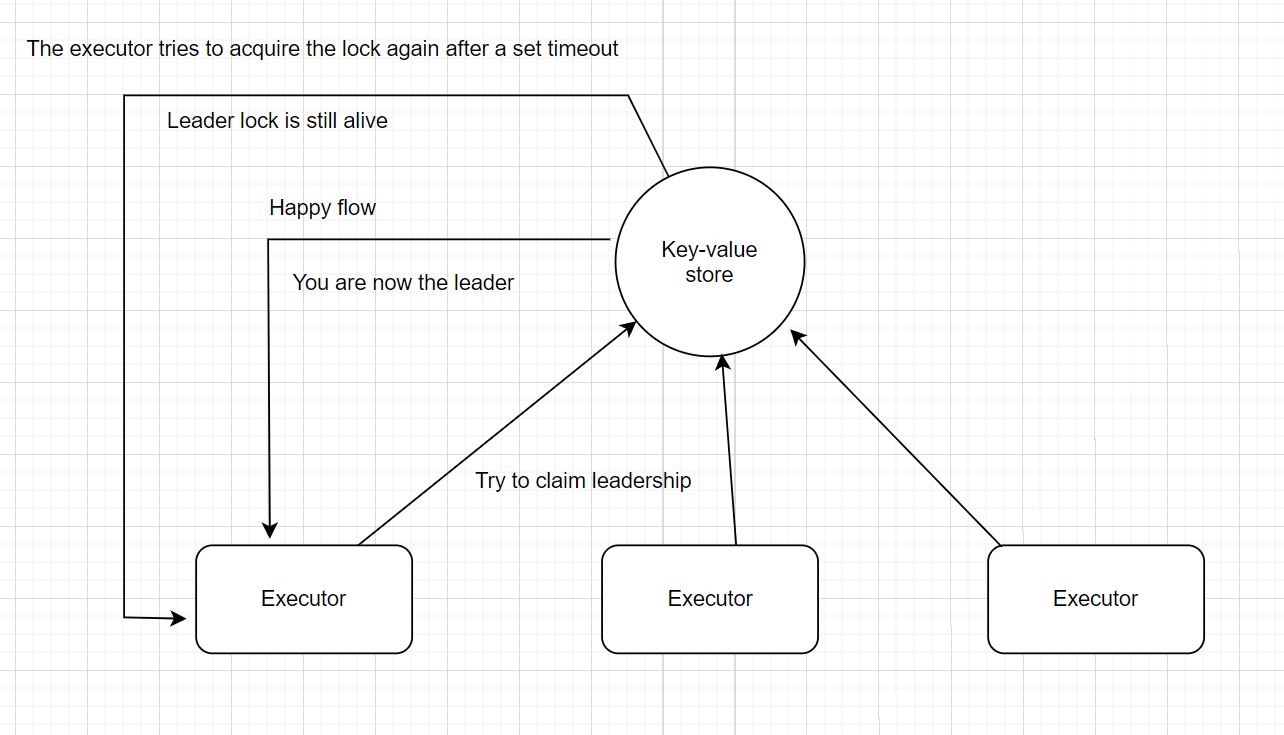 The executor tries to acquire the lock again after a set timeout
Leader lock is still alive
Happy flow
Key-value
store
You are now the leader
Try to claim leadership
Executor
Executor
Executor